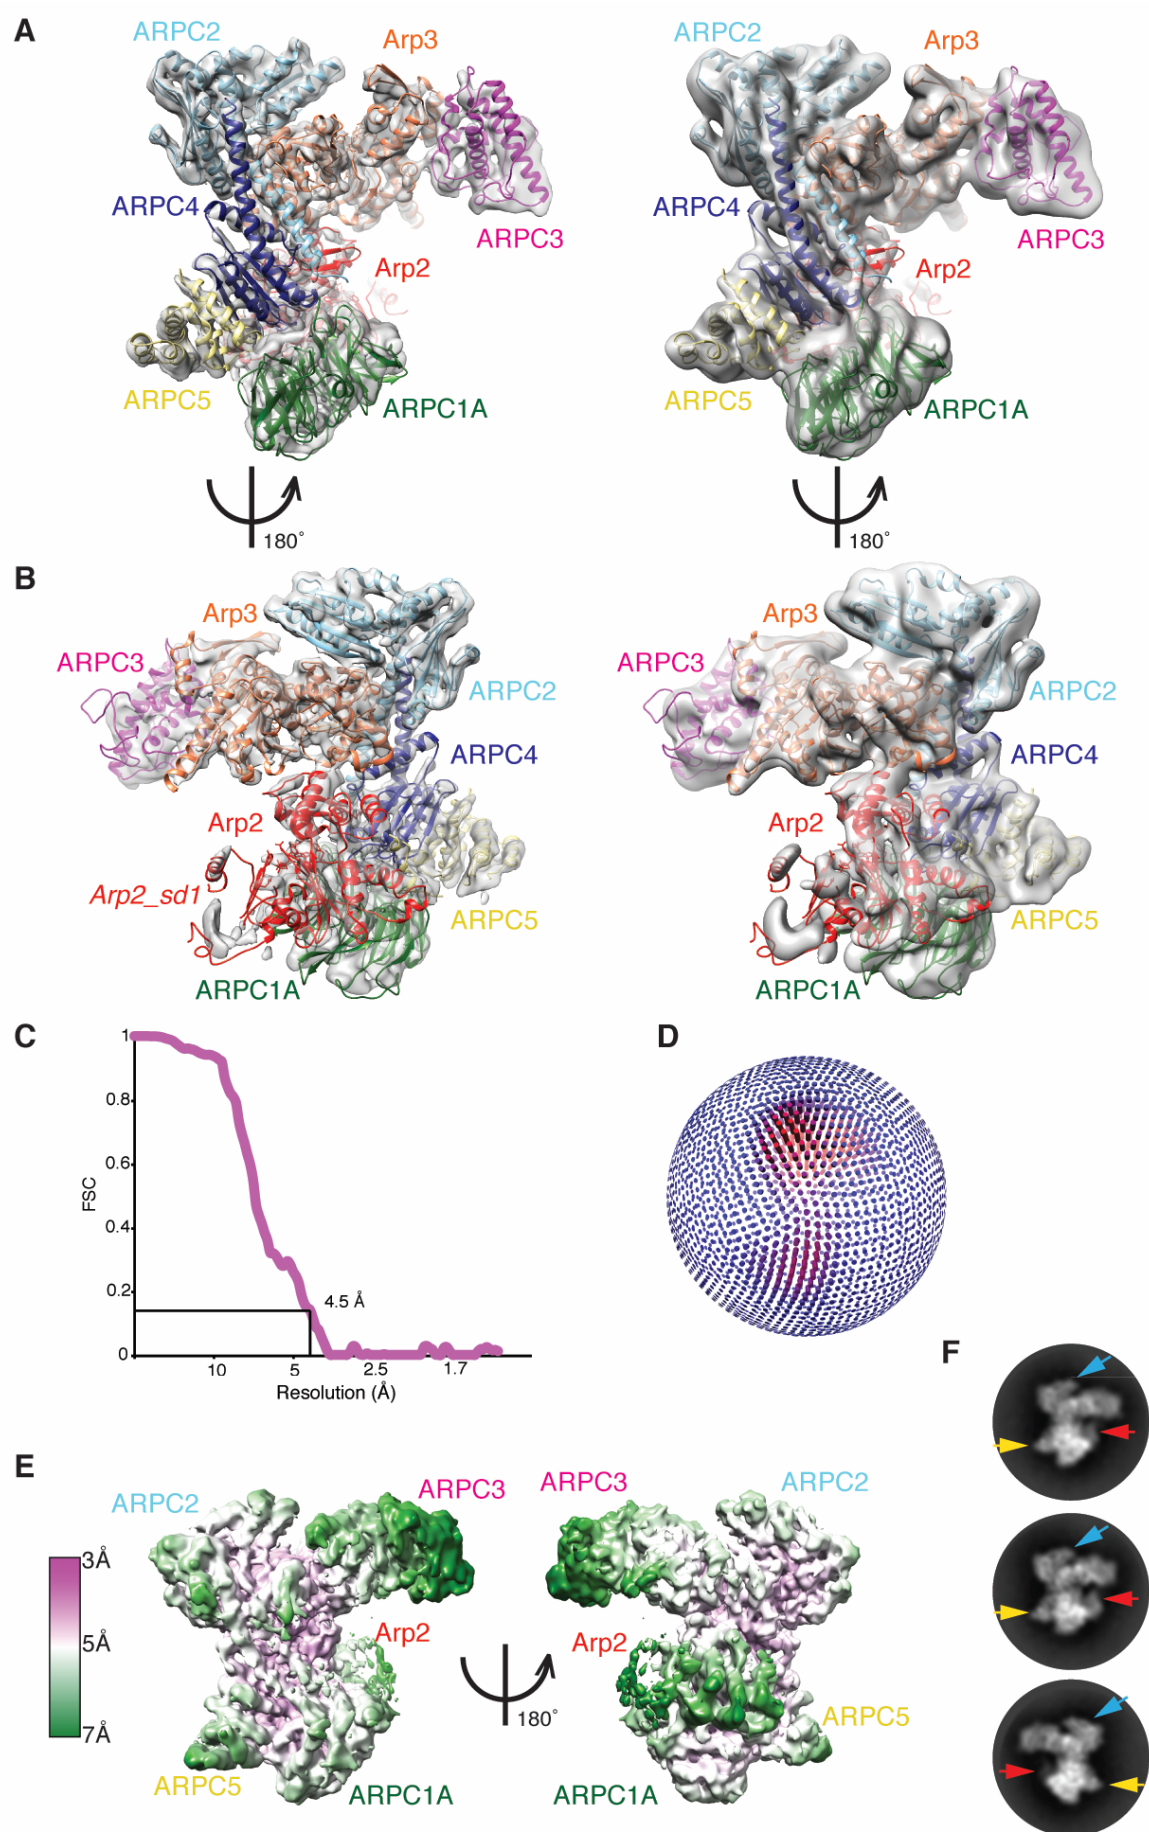 A
ARPC2
Arp3
ARPC4
ARPC3
Arp2
ARPC5
ARPC1A
180°
ARPC2
Arp3
ARPC4
ARPC3
Arp2
ARPC5
ARPC1A
180°
B
Arp3
ARPC3
ARPC2
ARPC4
Arp2
Arp2_sd1
ARPC5
ARPC1A
Arp3
ARPC3
ARPC2
ARPC4
Arp2
ARPC5
ARPC1A
C
1
0.8
0.6
0.4
0.2
0
FSC
4.5 Å
10 5 2.5 1.7
Resolution (Å)
D
E
3Å
5Å
7Å
ARPC2
ARPC3
Arp2
ARPC5
ARPC1A
180°
ARPC3
ARPC2
Arp2
ARPC5
ARPC1A
F